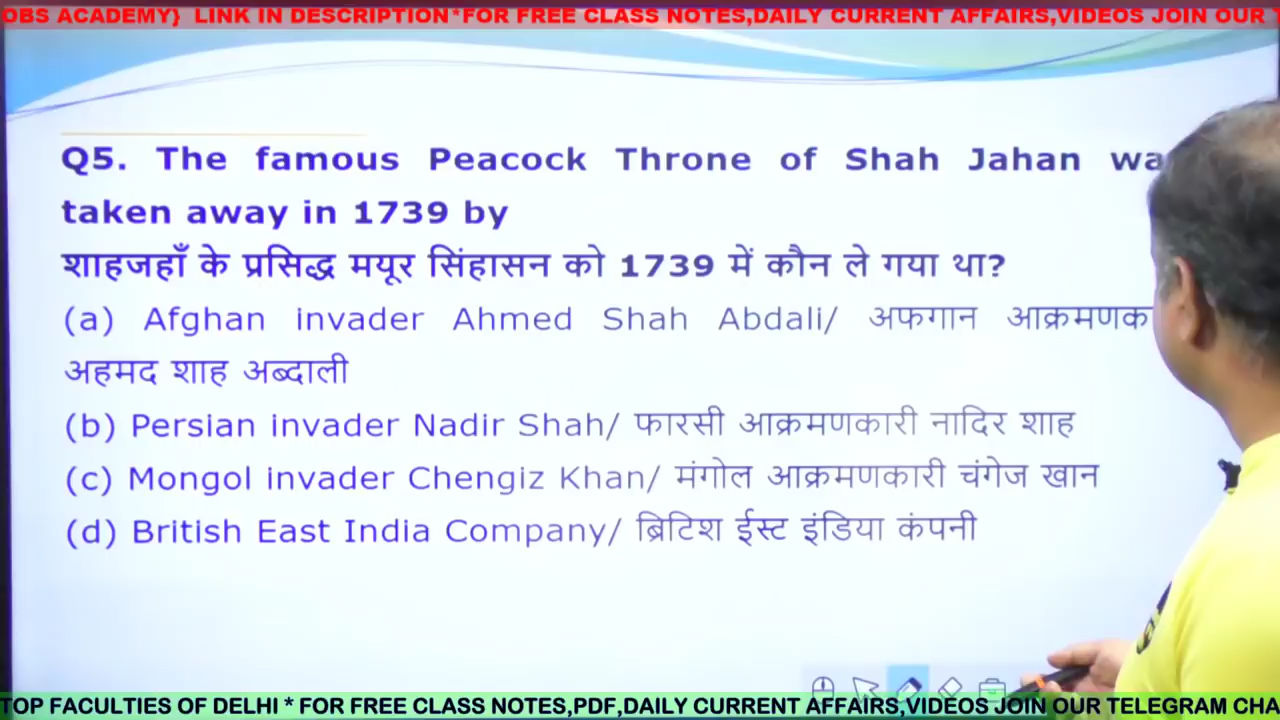 OBS ACADEMY} LINK IN DESCRIPTION*FOR FREE CLASS NOTES,DAILY CURRENT AFFAIRS,VIDEOS JOIN OUR
Q5. The famous Peacock Throne of Shah Jahan
taken away in 1739 by
शाहजहाँ के प्रसिद्ध मयूर सिंहासन को 1739 में कौन ले गया था?
(a) Afghan invader Ahmed Shah Abdali/ अफगान
अहमद शाह अब्दाली
(b) Persian invader Nadir Shah/ फारसी आक्रमणकारी नादिर शाह
(c) Mongol invader Chengiz Khan/ मंगोल आक्रमणकारी चंगेज खान
(d) British East India Company/ ब्रिटिश ईस्ट इंडिया कंपनी
TOP FACULTIES OF DELHI * FOR FREE CLASS NOTES,PDF,DAILY CURRENT AFFAIRS,VIDEOS JOIN OUR TELEGRAM CHA